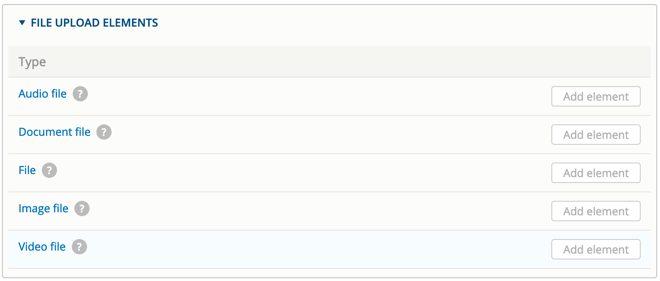 ▼ FILE UPLOAD ELEMENTS
Type
Audio file ? Add element
Document file ? Add element
File ? Add element
Image file ? Add element
Video file ? Add element